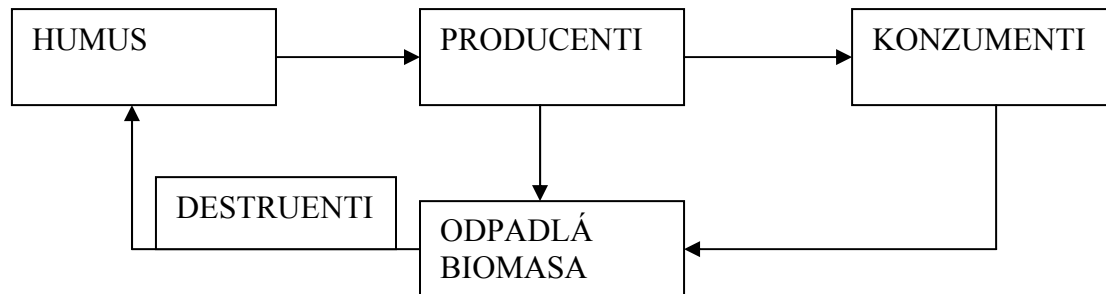 HUMUS
PRODUCENTI
KONZUMENTI
DESTRUENTI
ODPADLÁ
BIOMASA